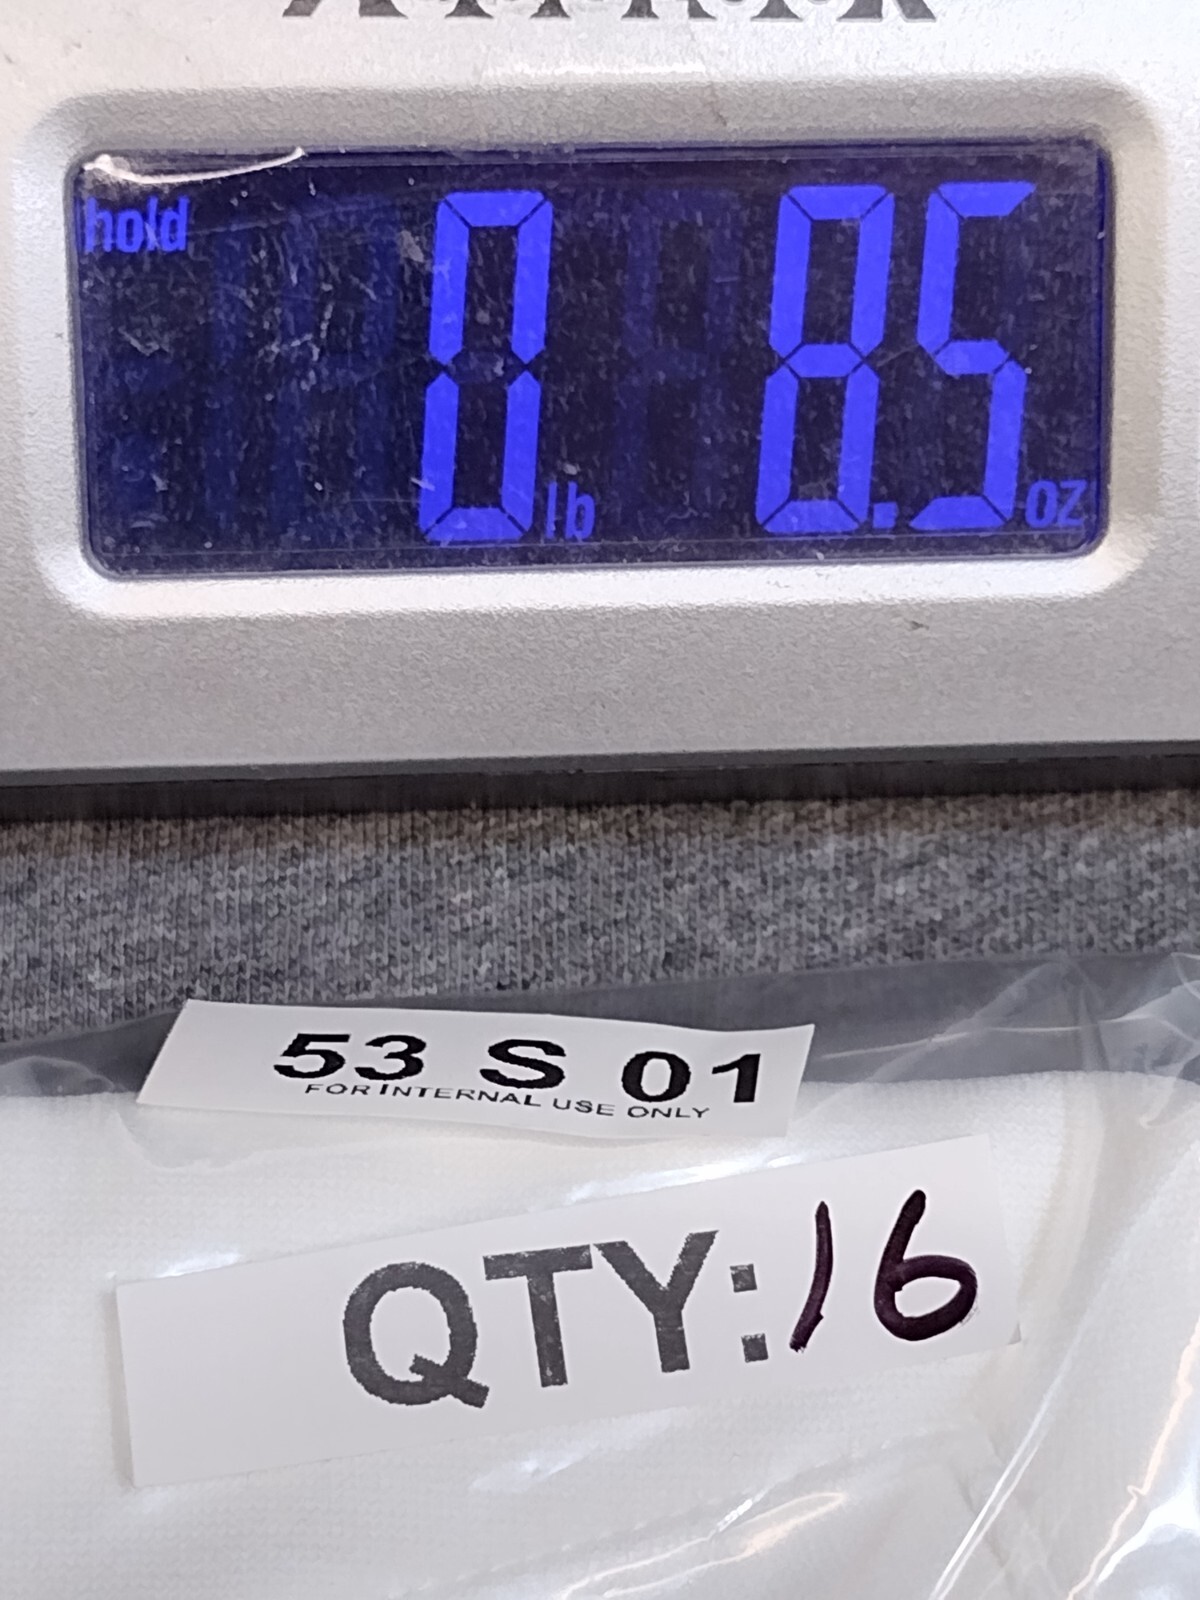 hold
0 lb 8.5 oz
53 S 01
FOR INTERNAL USE ONLY
QTY: 16